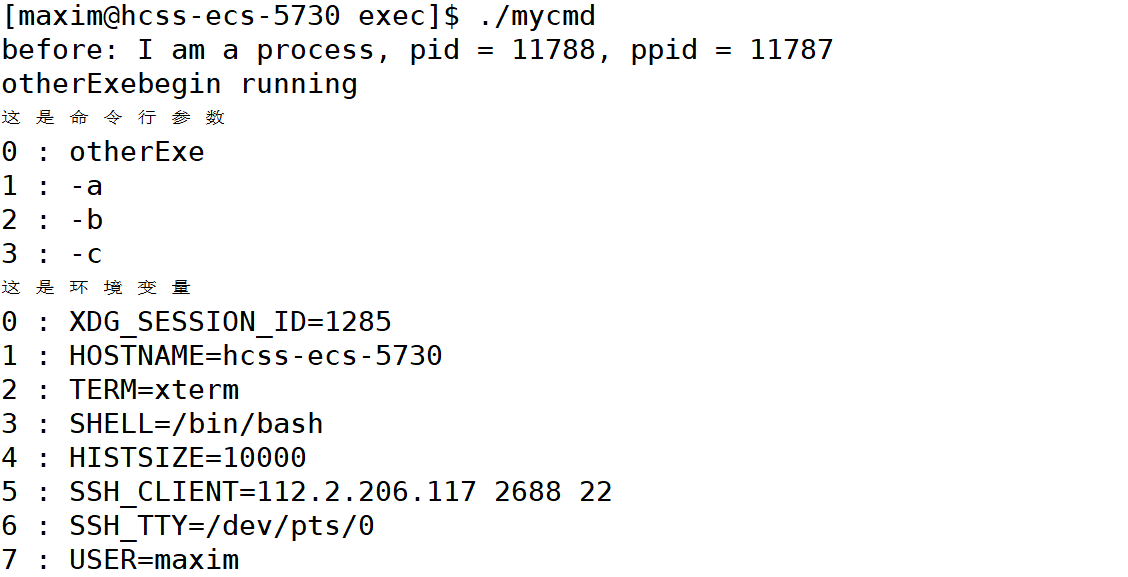 [maxim@hcss-ecs-5730 exec]$ ./mycmd
before: I am a process, pid = 11788, ppid = 11787
otherExebegin running
这是命令行参数
0 : otherExe
1 : -a
2 : -b
3 : -c
这是环境变量
0 : XDG_SESSION_ID=1285
1 : HOSTNAME=hcss-ecs-5730
2 : TERM=xterm
3 : SHELL=/bin/bash
4 : HISTSIZE=10000
5 : SSH_CLIENT=112.2.206.117 2688 22
6 : SSH_TTY=/dev/pts/0
7 : USER=maxim